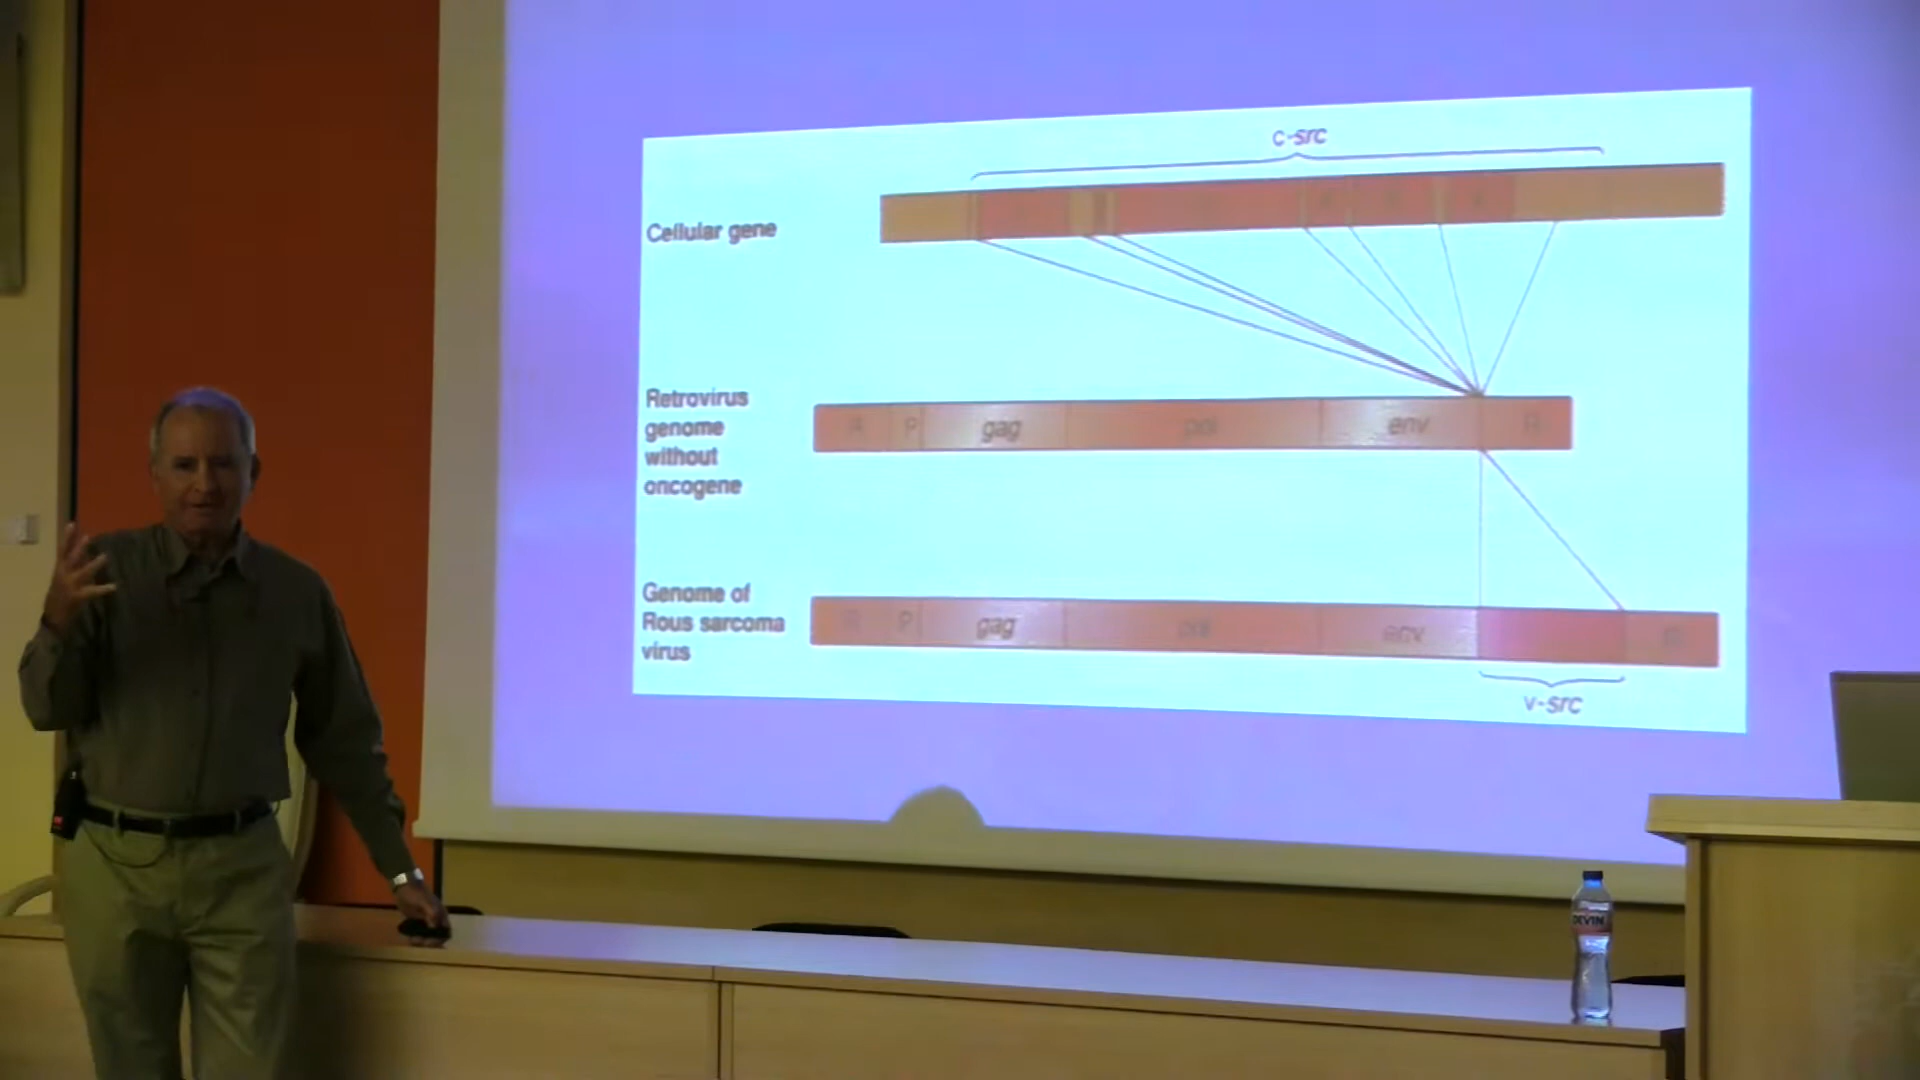 c-src
Cellular gene
Retrovirus
genome
without
oncogene
R P gag pol env R
Genome of
Rous sarcoma
virus
R P gag pol env R
v-src
DEVIN